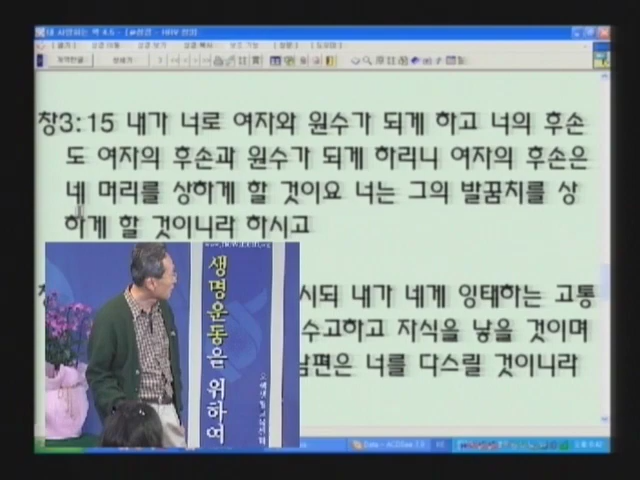 창3:15 내가 너로 여자와 원수가 되게 하고 너의 후손
도 여자의 후손과 원수가 되게 하리니 여자의 후손은
네 머리를 상하게 할 것이요 너는 그의 발꿈치를 상
하게 할 것이니라 하시고
시되 내가 네게 잉태하는 고통
수고하고 자식을 낳을 것이며
남편은 너를 다스릴 것이니라
생명운동을 위하여